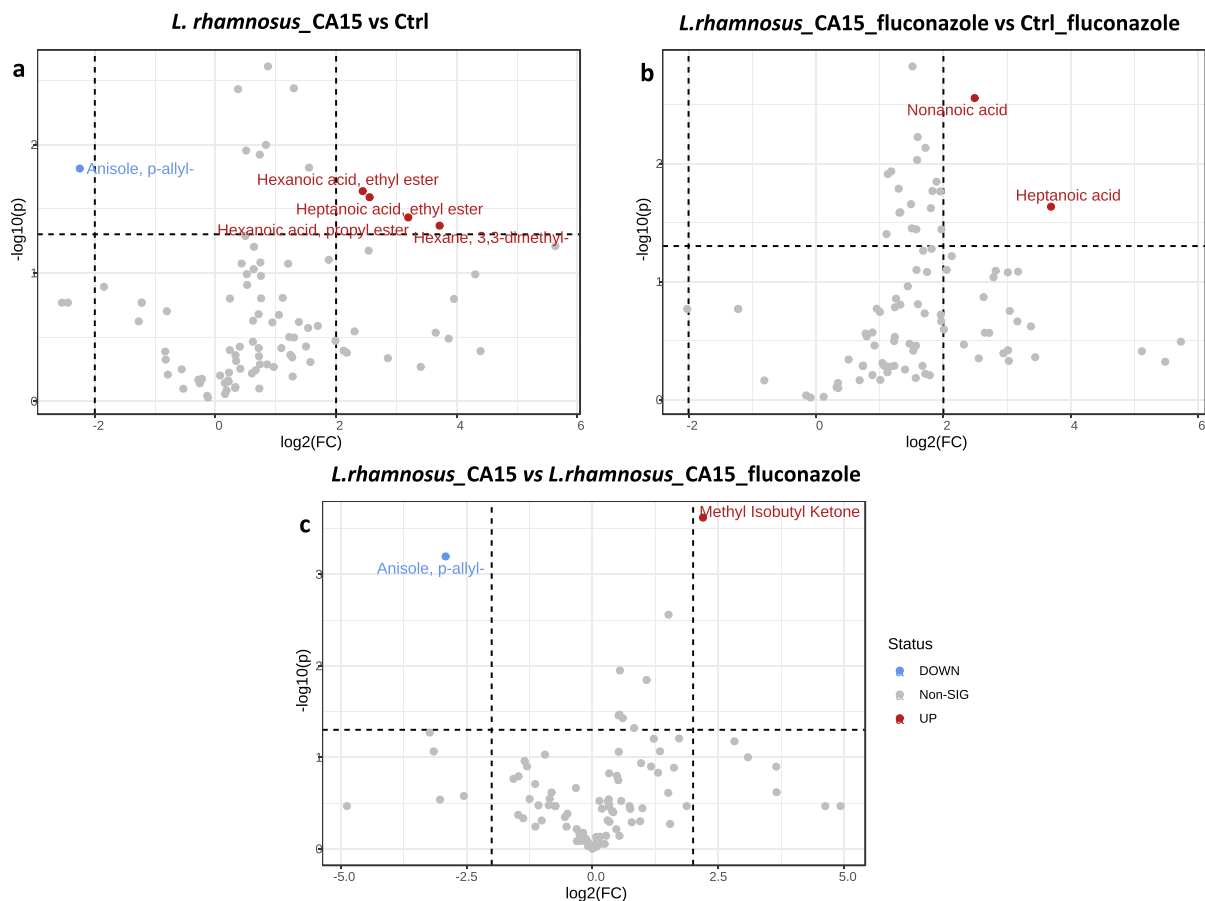 L. rhamnosus_CA15 vs Ctrl
L.rhamnosus_CA15_fluconazole vs Ctrl_fluconazole
a
-log10(p)
2
1
0
Anisole, p-allyl-
Hexanoic acid, ethyl ester
Heptanoic acid, ethyl ester
Hexanoic acid, propyl ester
Hexane, 3,3-dimethyl-
-2
0
2
4
6
log2(FC)
b
-log10(p)
2
1
0
Nonanoic acid
Heptanoic acid
-2
0
2
4
6
log2(FC)
L.rhamnosus_CA15 vs L.rhamnosus_CA15_fluconazole
c
-log10(p)
3
2
1
0
Methyl Isobutyl Ketone
Anisole, p-allyl-
-5.0
-2.5
0.0
2.5
5.0
log2(FC)
Status
DOWN
Non-SIG
UP